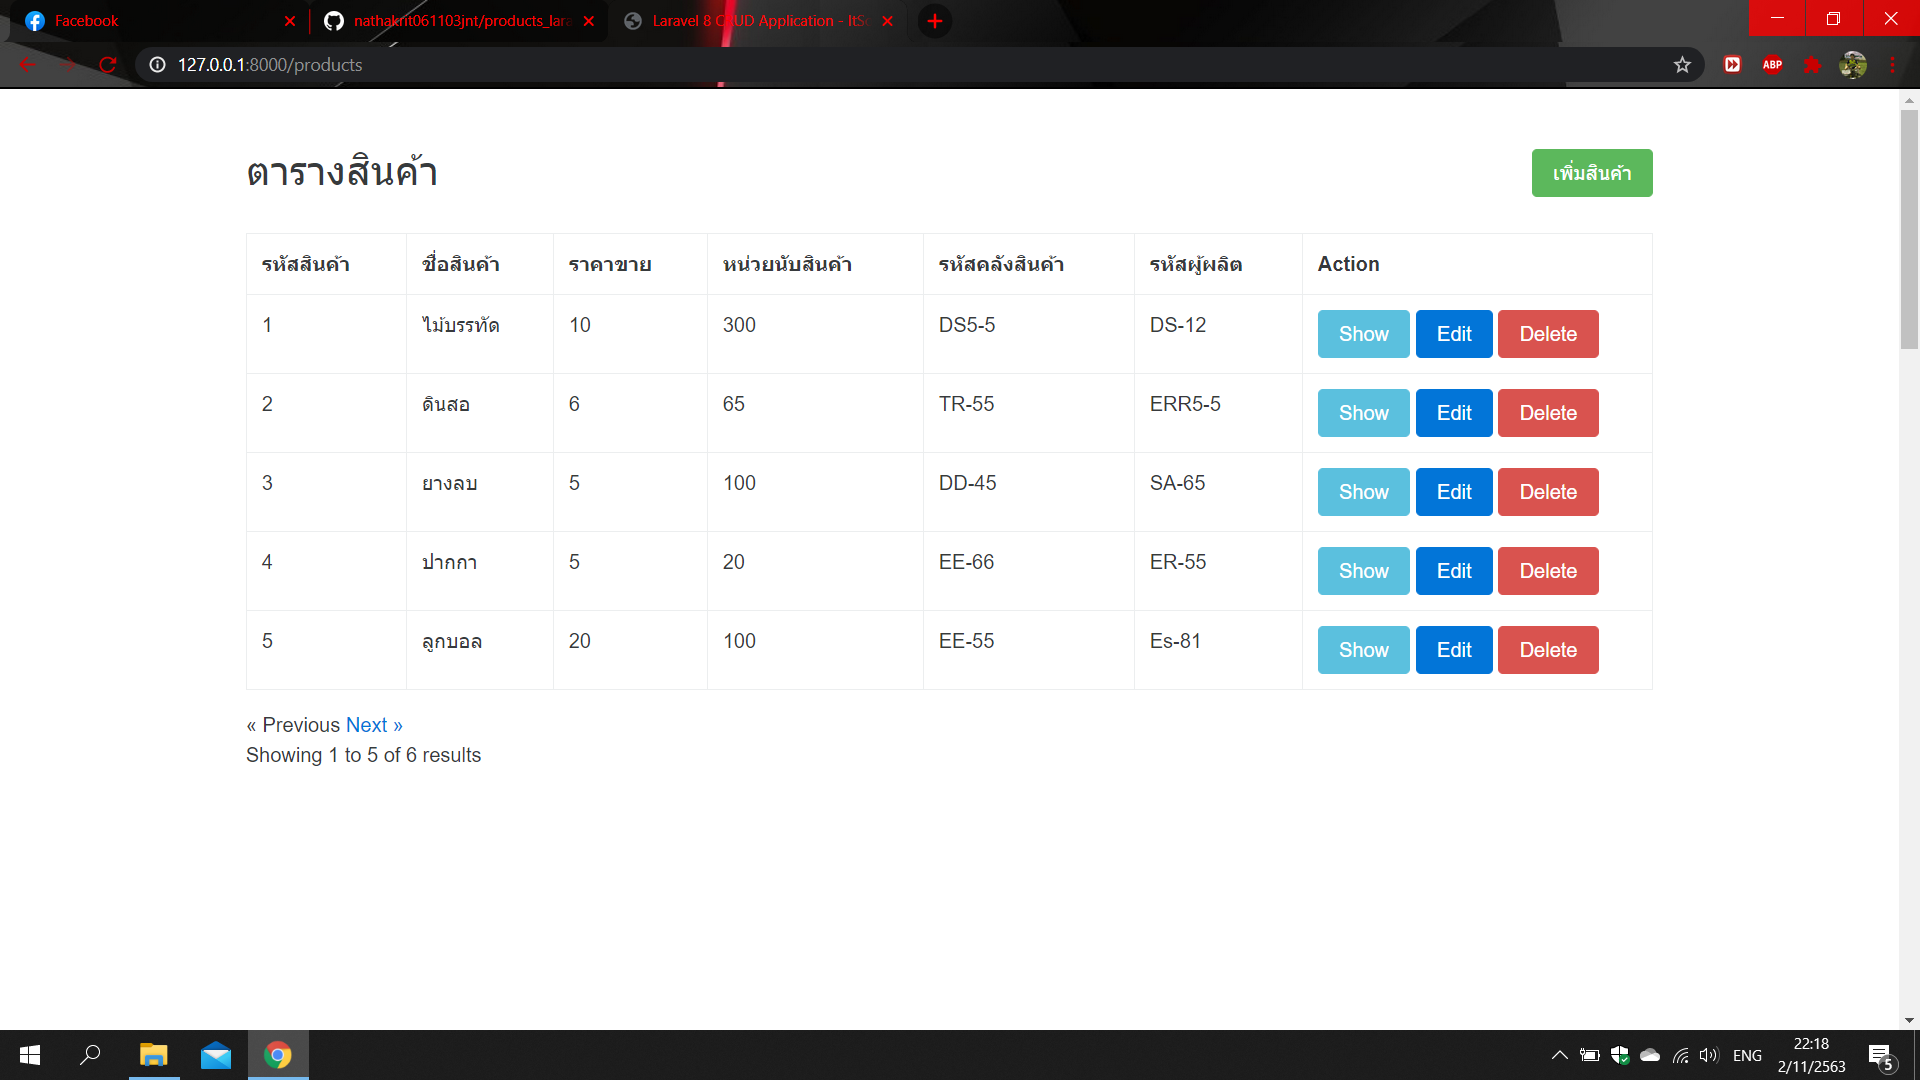 Facebook
nathakrit061103jnt/products_lara
Laravel 8 CRUD Application - ItSo
127.0.0.1:8000/products
ABP
ตารางสินค้า
เพิ่มสินค้า
รหัสสินค้า ชื่อสินค้า ราคาขาย หน่วยนับสินค้า รหัสคลังสินค้า รหัสผู้ผลิต Action
1 ไม้บรรทัด 10 300 DS5-5 DS-12 Show Edit Delete
2 ดินสอ 6 65 TR-55 ERR5-5 Show Edit Delete
3 ยางลบ 5 100 DD-45 SA-65 Show Edit Delete
4 ปากกา 5 20 EE-66 ER-55 Show Edit Delete
5 ลูกบอล 20 100 EE-55 Es-81 Show Edit Delete
« Previous Next »
Showing 1 to 5 of 6 results
ENG
22:18
2/11/2563
5